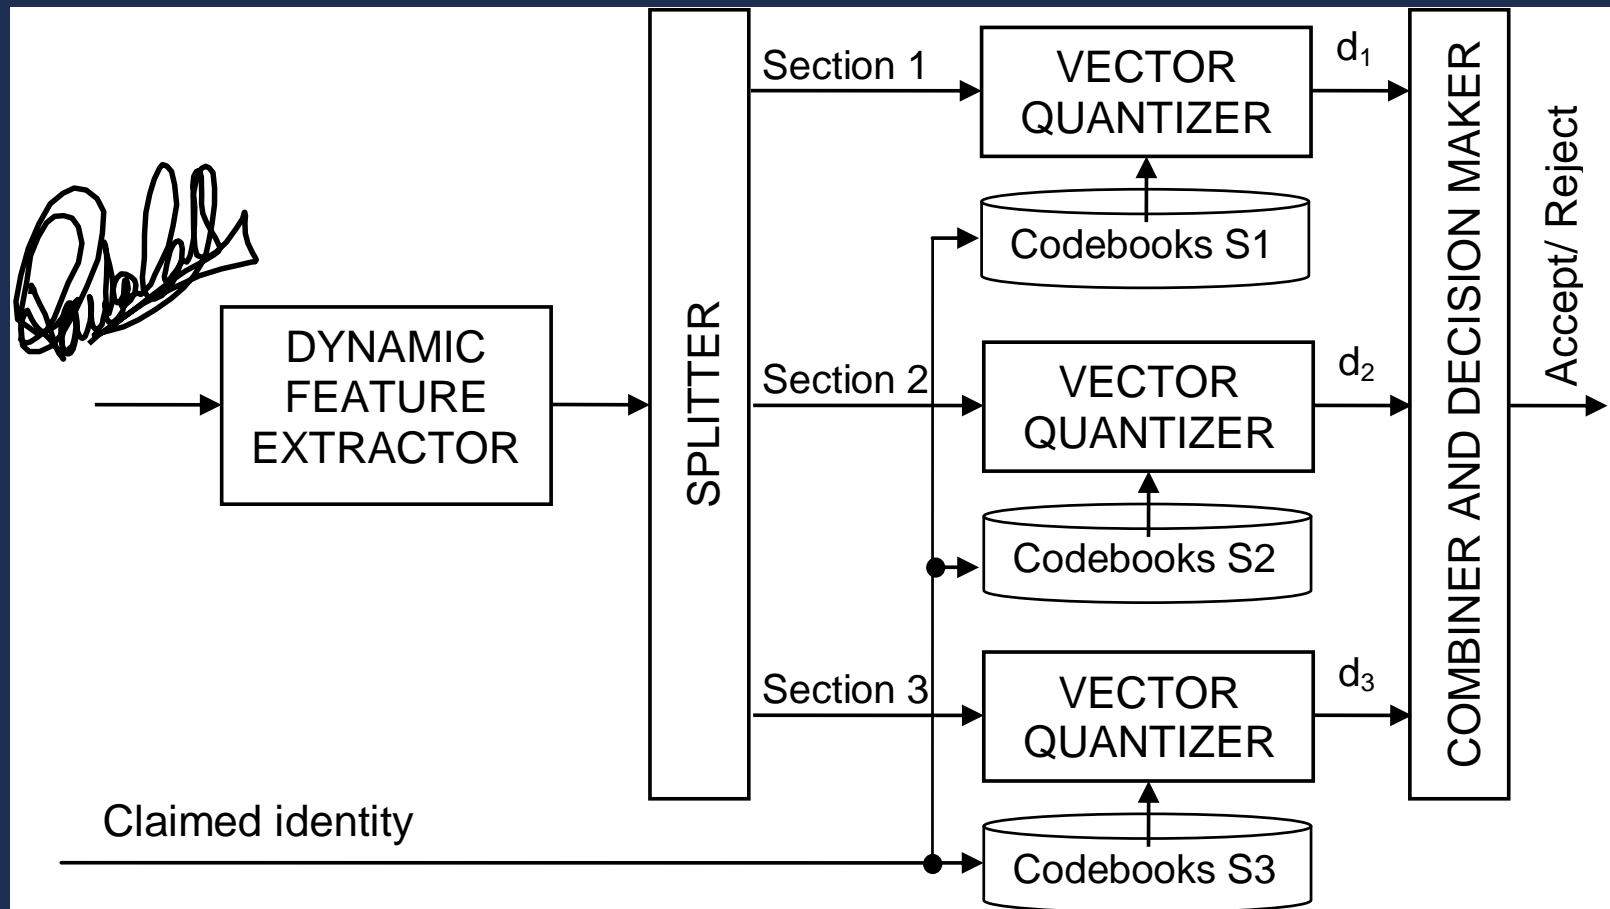 Section 1
VECTOR
QUANTIZER
d₁
Codebooks S1
DYNAMIC
FEATURE
EXTRACTOR
SPLITTER
Section 2
VECTOR
QUANTIZER
d₂
Codebooks S2
Section 3
VECTOR
QUANTIZER
d₃
Codebooks S3
COMBINER AND DECISION MAKER
Accept/ Reject
Claimed identity